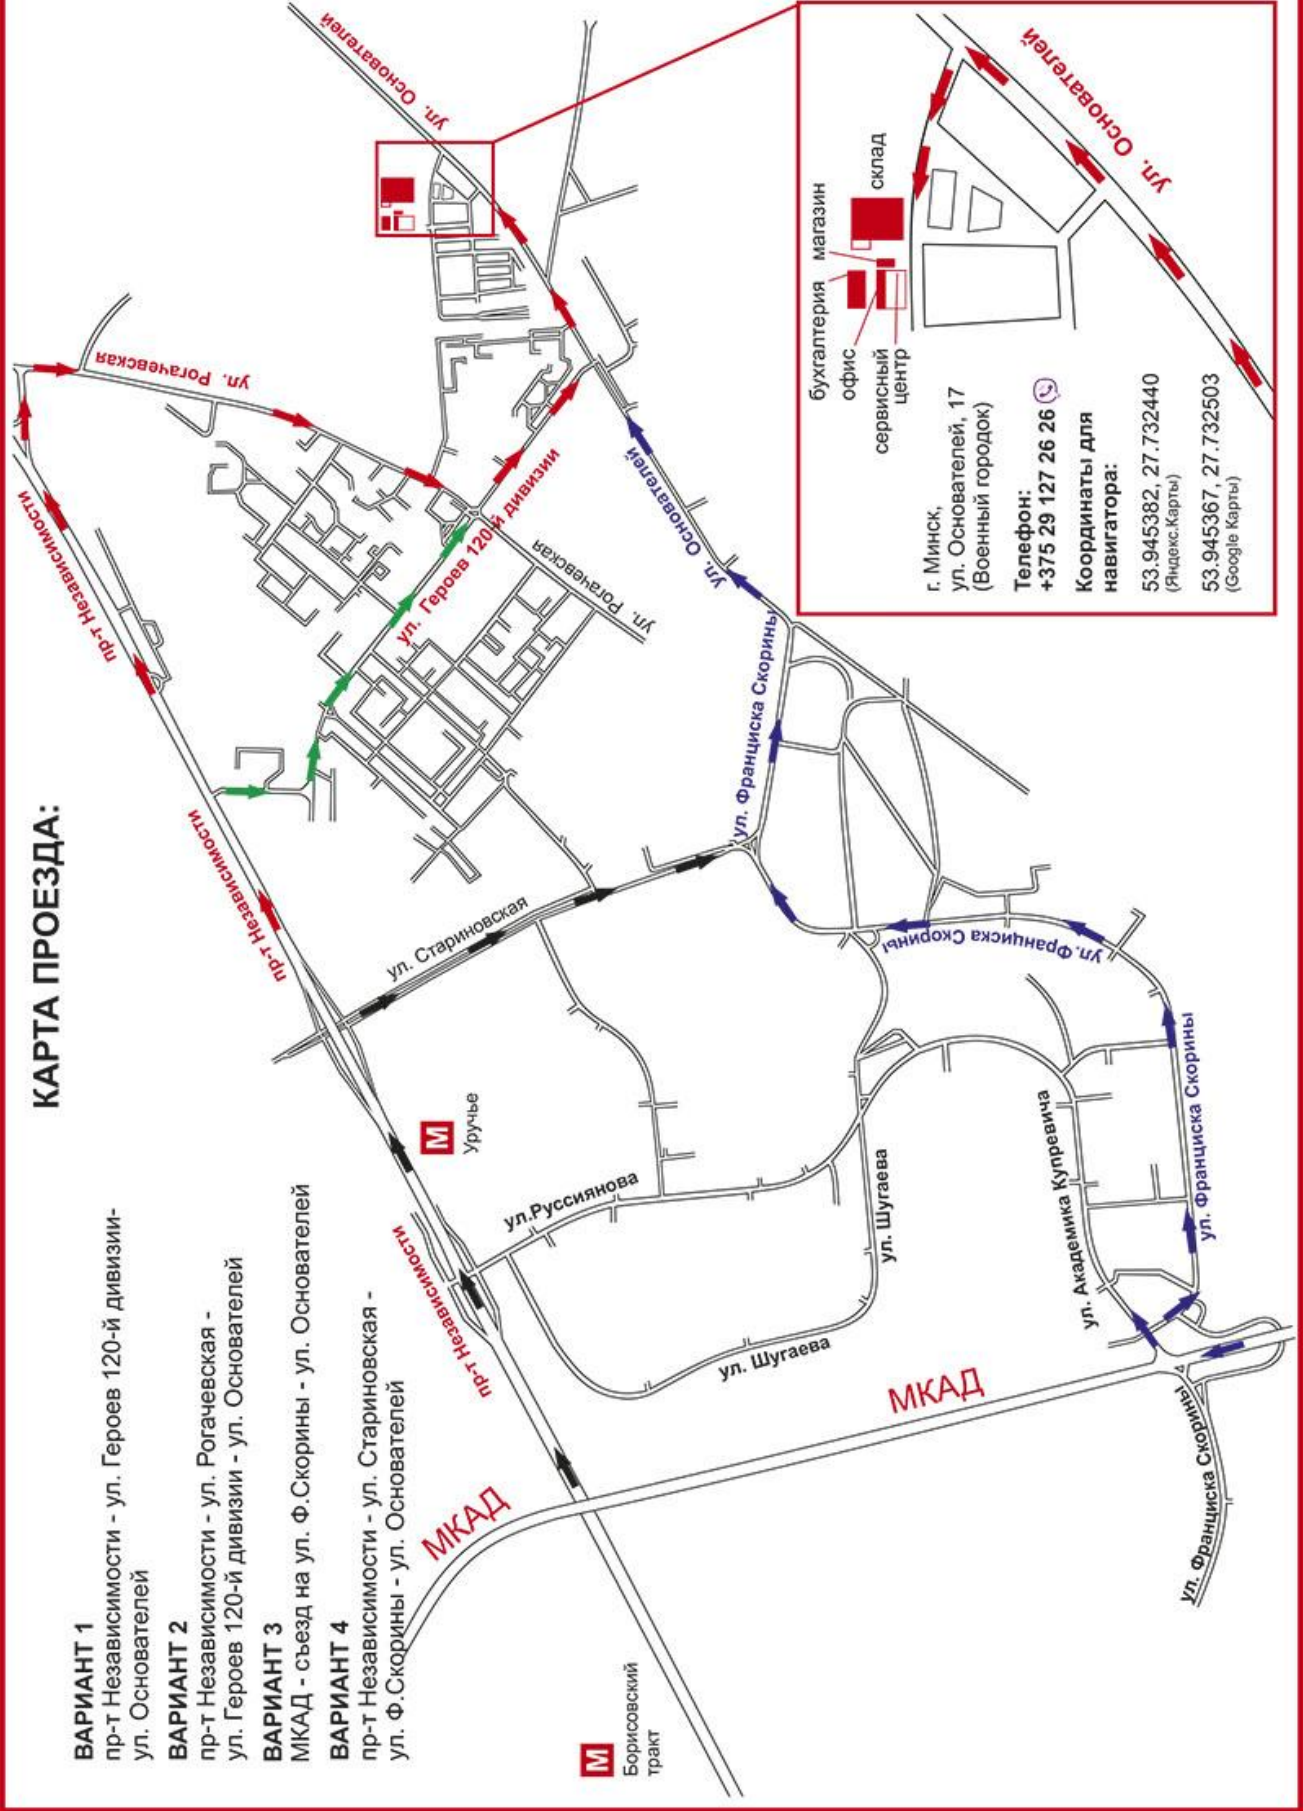 КАРТА ПРОЕЗДА:
ВАРИАНТ 1
пр-т Независимости - ул. Героев 120-й дивизии-
ул. Основателей
ВАРИАНТ 2
пр-т Независимости - ул. Рогачевская -
ул. Героев 120-й дивизии - ул. Основателей
ВАРИАНТ 3
МКАД - съезд на ул. Ф.Скорины - ул. Основателей
ВАРИАНТ 4
пр-т Независимости - ул. Стариновская -
ул. Ф.Скорины - ул. Основателей
М
Борисовский
тракт
МКАД
пр-т Независимости
М
Уручье
пр-т Независимости
пр-т Независимости
ул. Рогачевская
ул. Основателей
ул. Героев 120-й дивизии
ул. Рогачевская
ул. Стариновская
ул.Руссиянова
ул. Шугаева
ул. Шугаева
МКАД
ул. Основателей
ул. Франциска Скорины
ул.Франциска Скорины
ул. Академика Купревича
ул. Франциска Скорины
ул. Франциска Скорины
бухгалтерия
магазин
офис
склад
сервисный
центр
ул. Основателей
г. Минск,
ул. Основателей, 17
(Военный городок)
Телефон:
+375 29 127 26 26
Координаты для
навигатора:
53.945382, 27.732440
(Яндекс.Карты)
53.945367, 27.732503
(Google Карты)